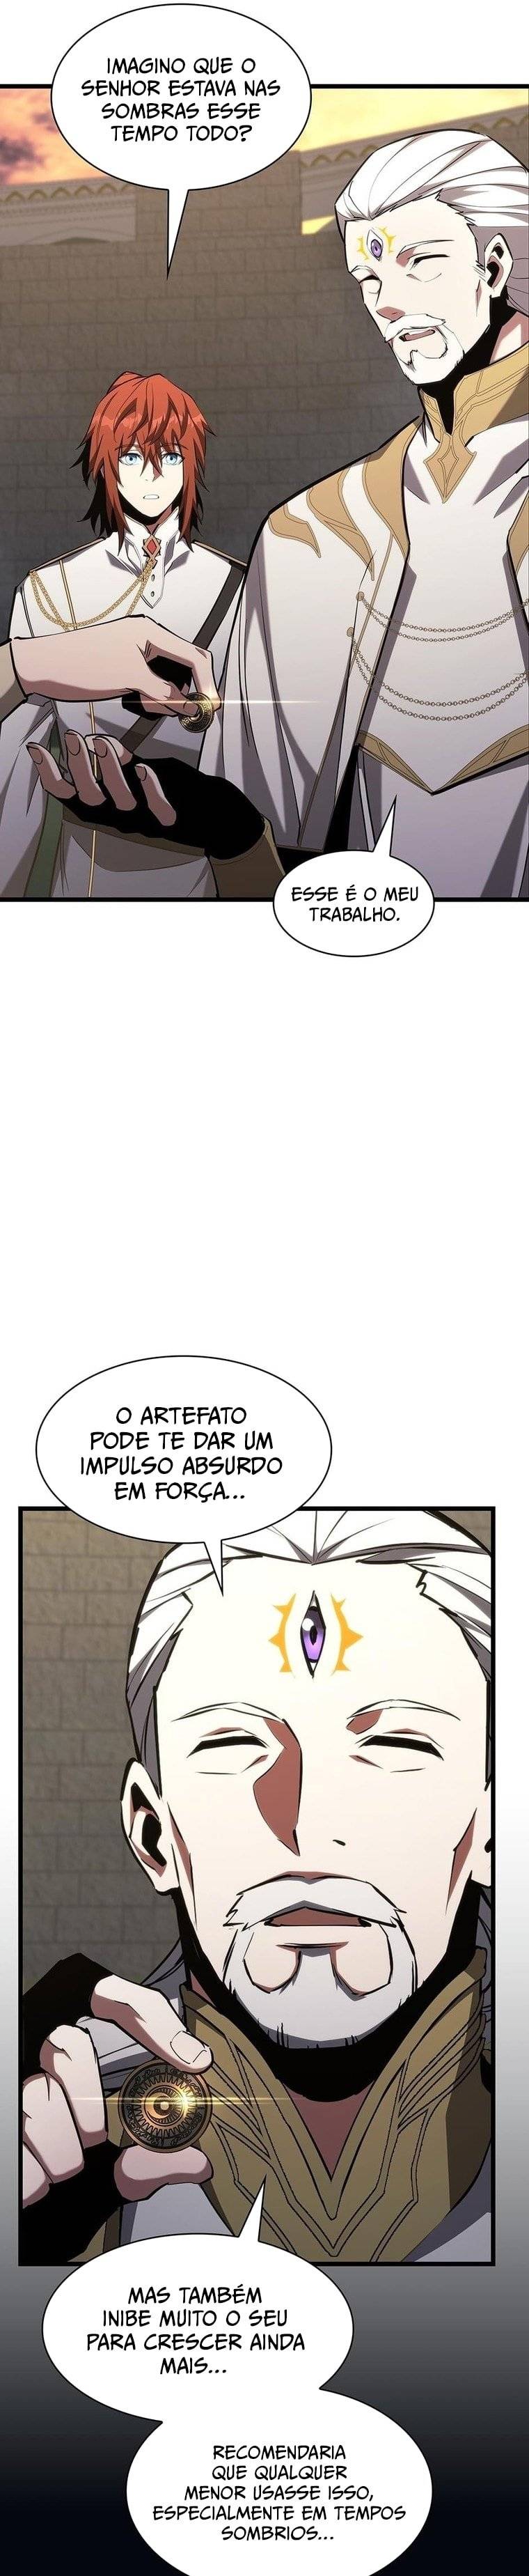 IMAGINO QUE O
SENHOR ESTAVA NAS
SOMBRAS ESSE
TEMPO TODO?
ESSE É O MEU
TRABALHO.
O ARTEFATO
PODE TE DAR UM
IMPULSO ABSURDO
EM FORÇA...
MAS TAMBÉM
INIBE MUITO O SEU
PARA CRESCER AINDA
MAIS...
RECOMENDARIA
QUE QUALQUER
MENOR USASSE ISSO,
ESPECIALMENTE EM TEMPOS
SOMBRIOS...